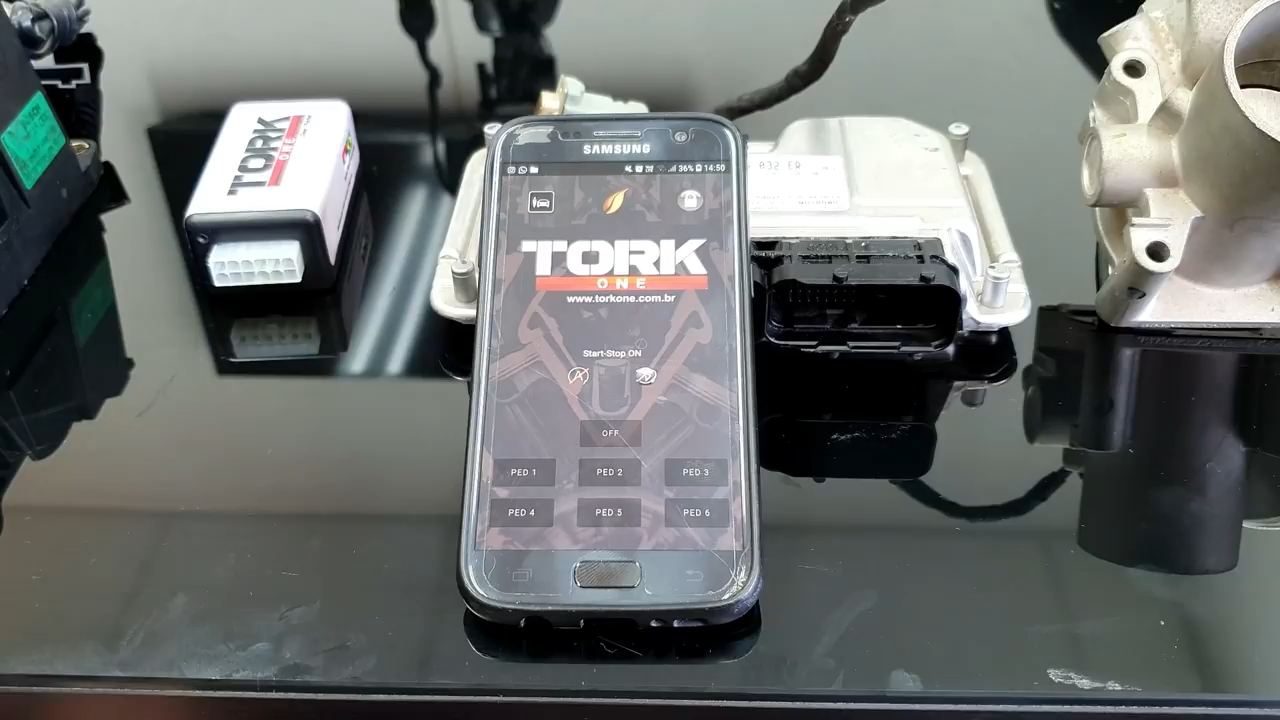 TORK
ONE
SAMSUNG
36% 14:50
TORK
ONE
www.torkone.com.br
Start-Stop ON
OFF
PED 1 PED 2 PED 3
PED 4 PED 5 PED 6
032 ER